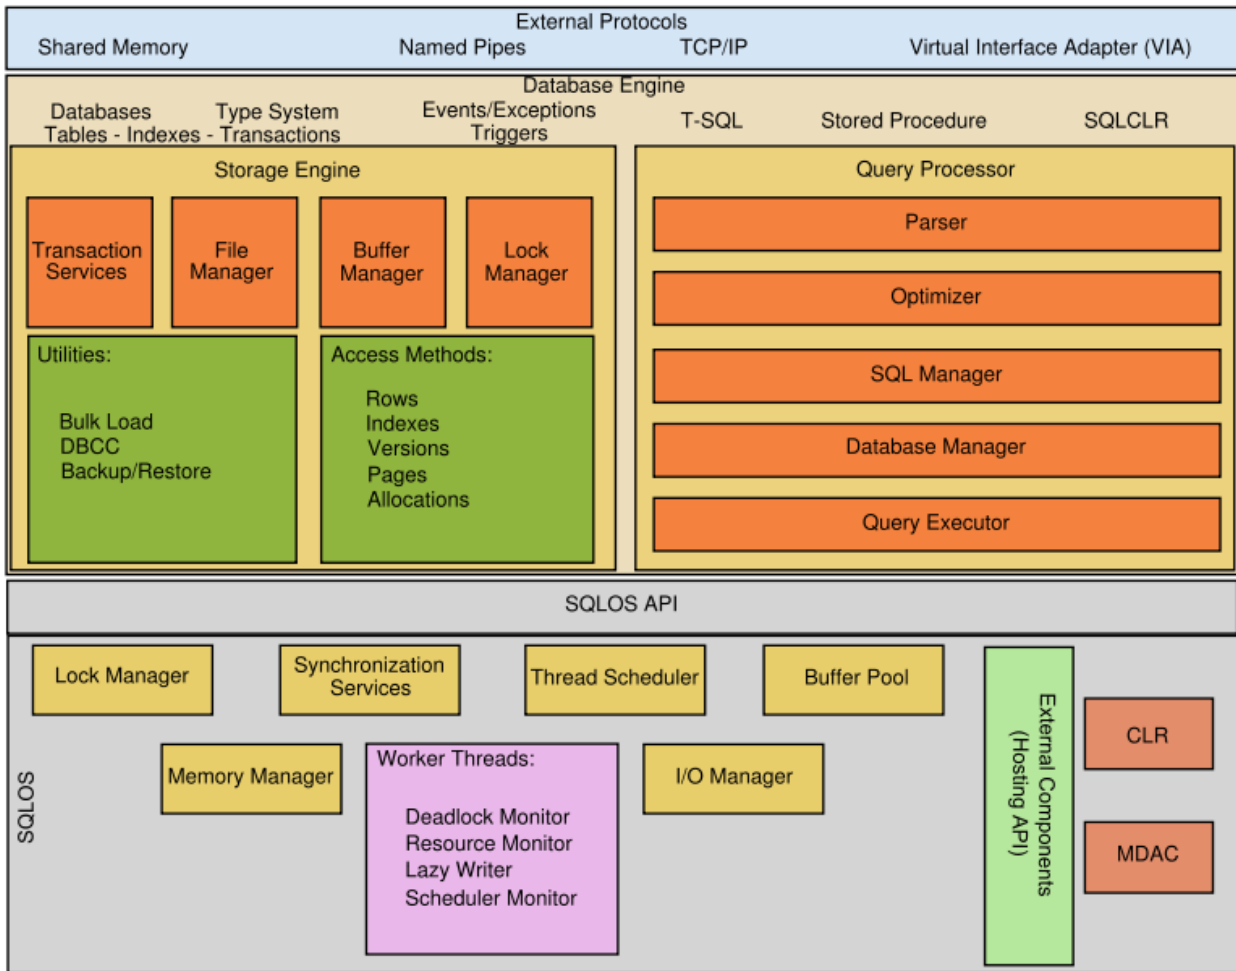 External Protocols
Shared Memory
Named Pipes
TCP/IP
Virtual Interface Adapter (VIA)
Database Engine
Databases
Type System
Tables - Indexes - Transactions
Events/Exceptions
Triggers
T-SQL
Stored Procedure
SQLCLR
Storage Engine
Transaction
Services
File
Manager
Buffer
Manager
Lock
Manager
Utilities:
Bulk Load
DBCC
Backup/Restore
Access Methods:
Rows
Indexes
Versions
Pages
Allocations
Query Processor
Parser
Optimizer
SQL Manager
Database Manager
Query Executor
SQLOS API
SQLOS
Lock Manager
Synchronization
Services
Thread Scheduler
Buffer Pool
Memory Manager
Worker Threads:
Deadlock Monitor
Resource Monitor
Lazy Writer
Scheduler Monitor
I/O Manager
External Components
(Hosting API)
CLR
MDAC